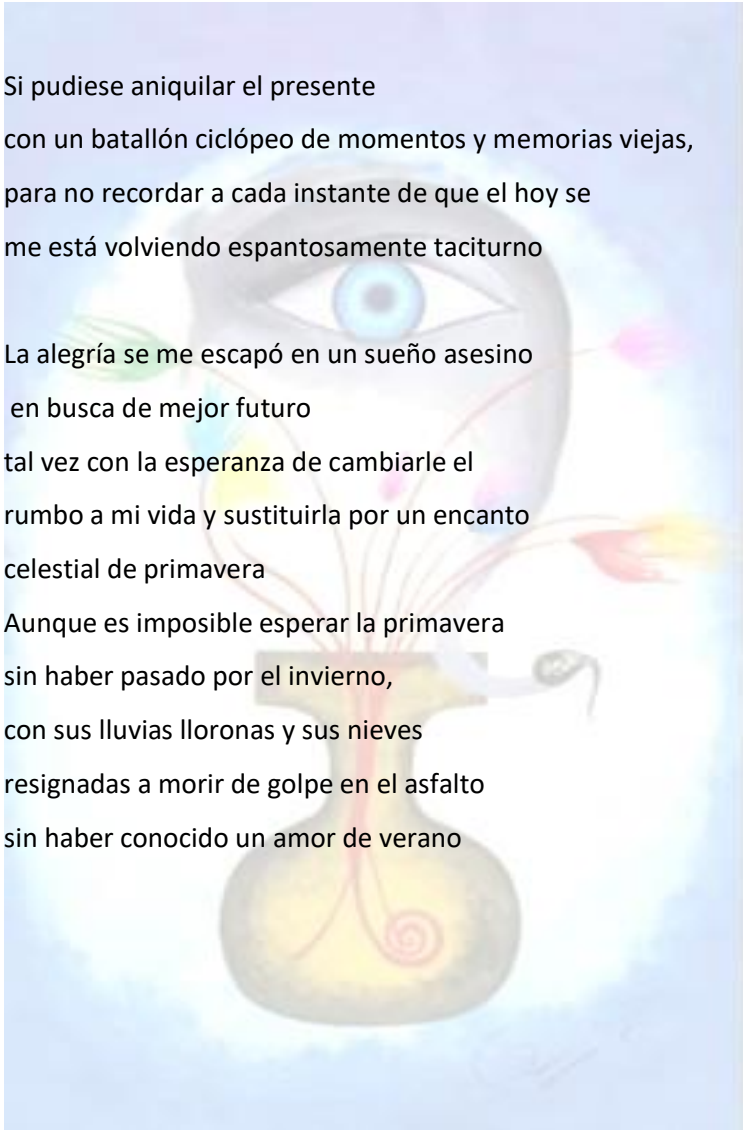 Si pudiese aniquilar el presente
con un batallón ciclópeo de momentos y memorias viejas,
para no recordar a cada instante de que el hoy se
me está volviendo espantosamente taciturno
La alegría se me escapó en un sueño asesino
en busca de mejor futuro
tal vez con la esperanza de cambiarle el
rumbo a mi vida y sustituirla por un encanto
celestial de primavera
Aunque es imposible esperar la primavera
sin haber pasado por el invierno,
con sus lluvias lloronas y sus nieves
resignadas a morir de golpe en el asfalto
sin haber conocido un amor de verano